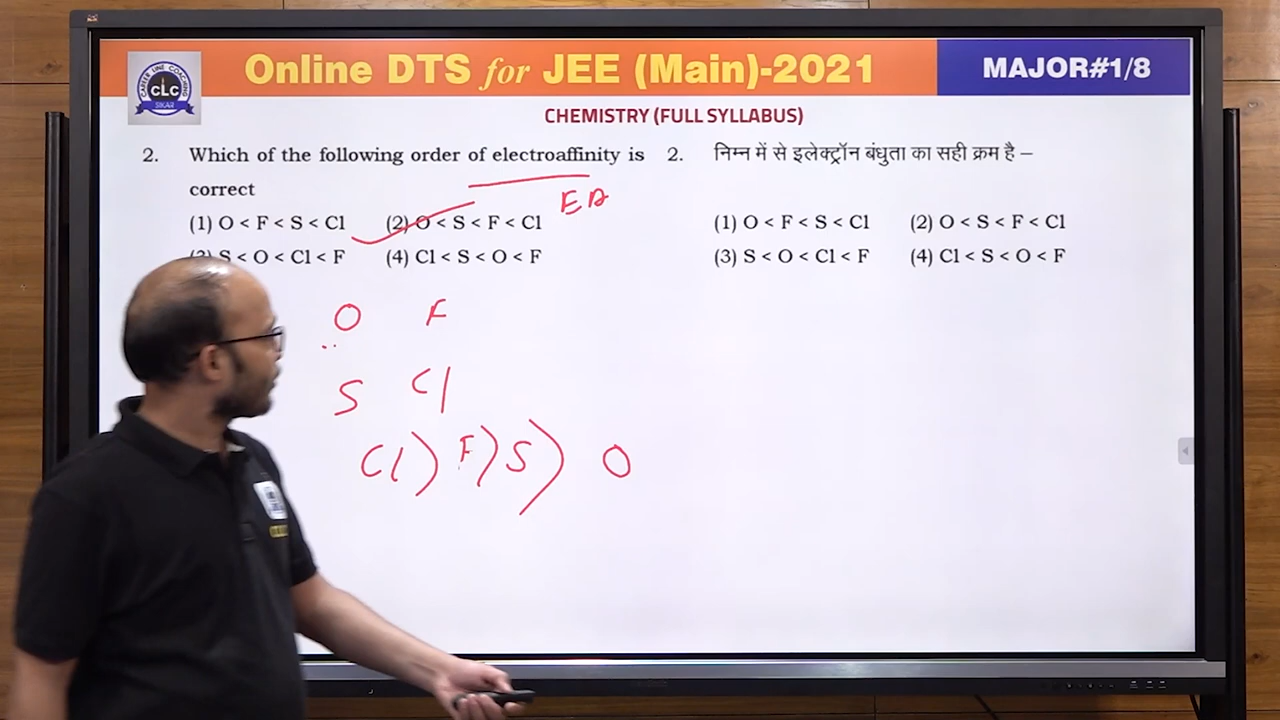 Online DTS for JEE (Main)-2021
MAJOR#1/8
CAREER LINE COACHING
CLC
SIKAR
CHEMISTRY (FULL SYLLABUS)
2. Which of the following order of electroaffinity is
correct
EA
(1) O < F < S < Cl (2) O < S < F < Cl
(3) S < O < Cl < F (4) Cl < S < O < F
2. निम्न में से इलेक्ट्रॉन बंधुता का सही क्रम है –
(1) O < F < S < Cl (2) O < S < F < Cl
(3) S < O < Cl < F (4) Cl < S < O < F
O F
S Cl
Cl > F > S > O